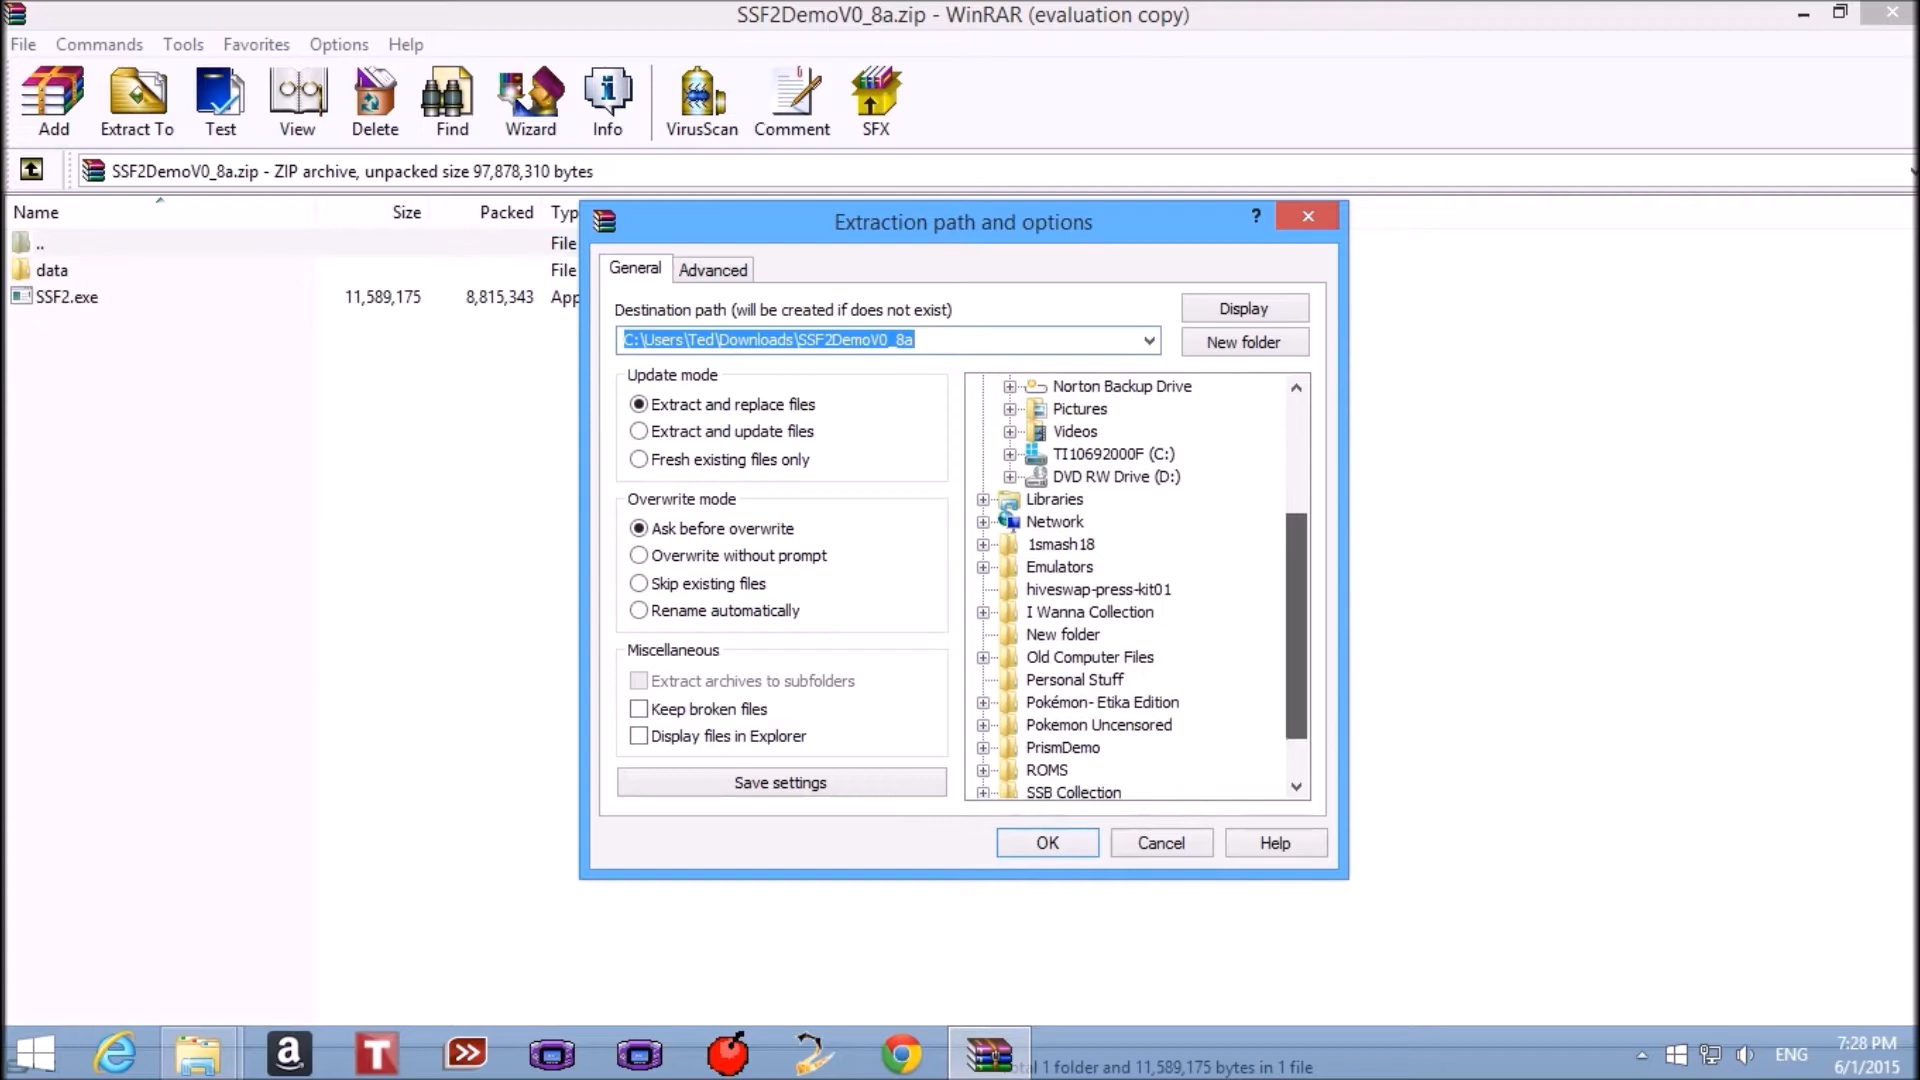 SSF2DemoV0_8a.zip - WinRAR (evaluation copy)
File Commands Tools Favorites Options Help
Add Extract To Test View Delete Find Wizard Info VirusScan Comment SFX
SSF2DemoV0_8a.zip - ZIP archive, unpacked size 97,878,310 bytes
Name Size Packed Typ
.. File
data File
SSF2.exe 11,589,175 8,815,343 App
Extraction path and options
?
General Advanced
Destination path (will be created if does not exist)
Display
C:\Users\Ted\Downloads\SSF2DemoV0_8a
New folder
Update mode
Extract and replace files
Extract and update files
Fresh existing files only
Overwrite mode
Ask before overwrite
Overwrite without prompt
Skip existing files
Rename automatically
Miscellaneous
Extract archives to subfolders
Keep broken files
Display files in Explorer
Save settings
Norton Backup Drive
Pictures
Videos
TI10692000F (C:)
DVD RW Drive (D:)
Libraries
Network
1smash18
Emulators
hiveswap-press-kit01
I Wanna Collection
New folder
Old Computer Files
Personal Stuff
Pokémon- Etika Edition
Pokemon Uncensored
PrismDemo
ROMS
SSB Collection
OK Cancel Help
a
T
1 folder and 11,589,175 bytes in 1 file
ENG
7:28 PM
6/1/2015